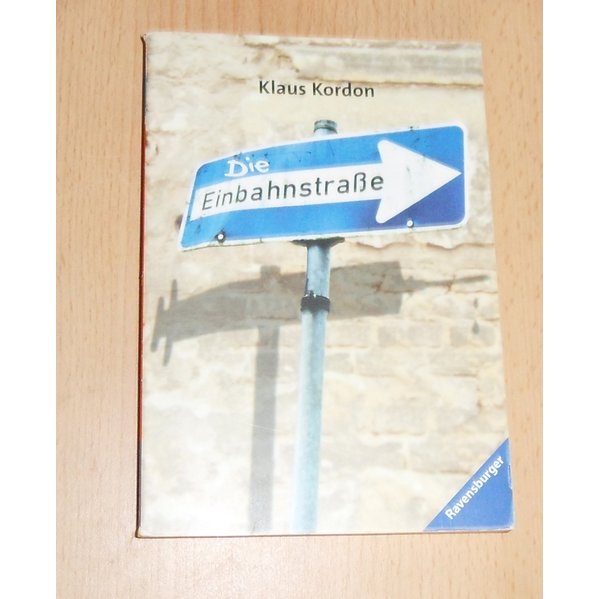 Klaus Kordon
Die
Einbahnstraße
Ravensburger